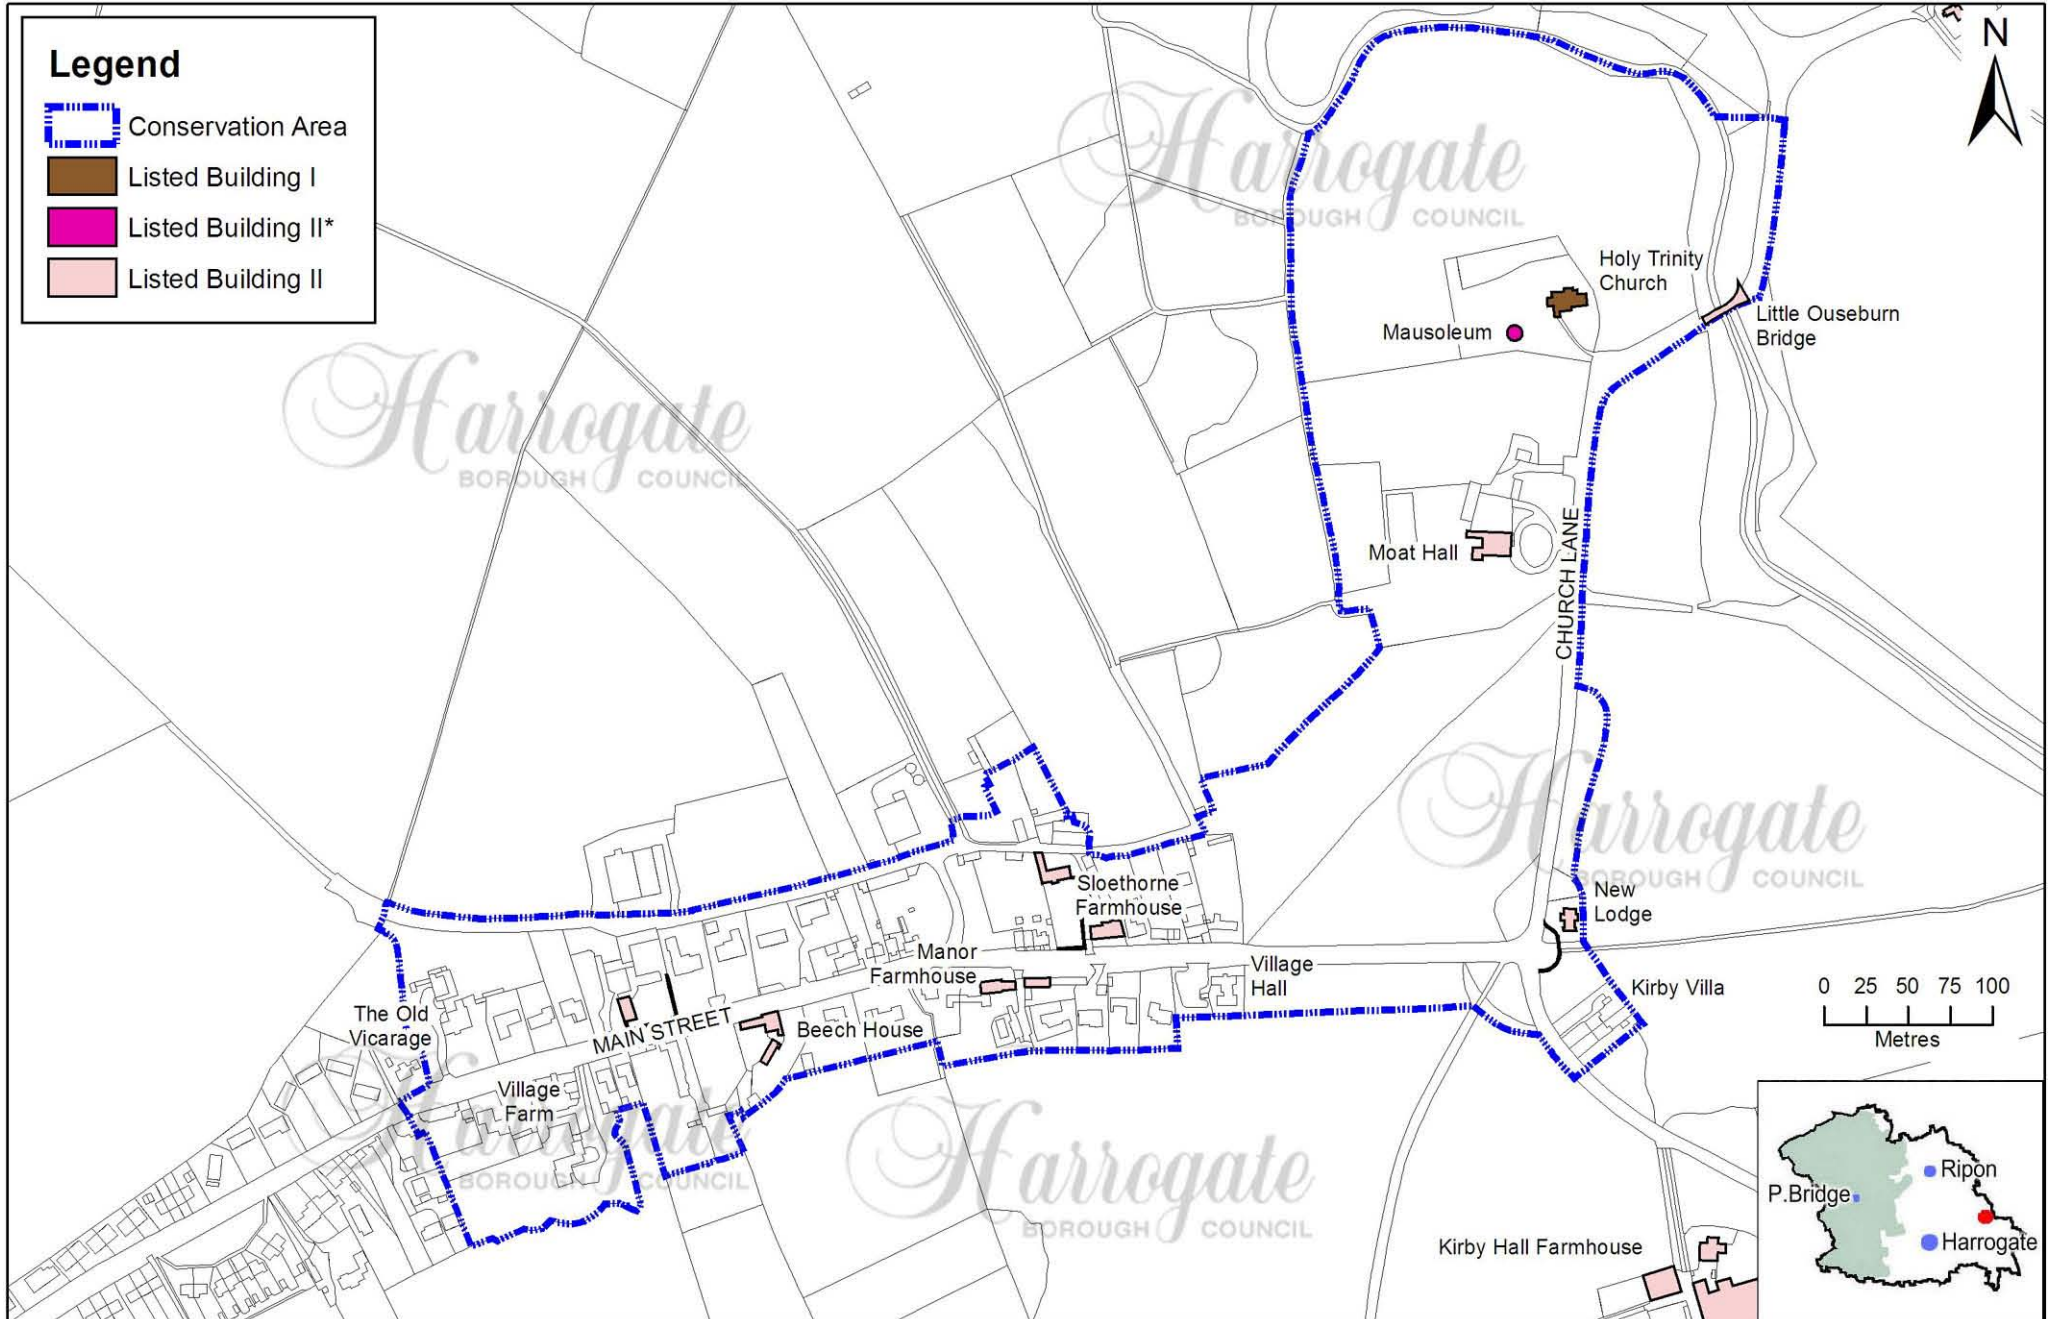 Legend
Conservation Area
Listed Building I
Listed Building II*
Listed Building II
N
Harrogate
BOROUGH COUNCIL
Holy Trinity
Church
Little Ouseburn
Bridge
Mausoleum
Harrogate
BOROUGH COUNCIL
Moat Hall
CHURCH LANE
Harrogate
BOROUGH COUNCIL
Sloethorne
Farmhouse
New
Lodge
Manor
Farmhouse
Village
Hall
Kirby Villa
0 25 50 75 100
Metres
The Old
Vicarage
MAIN STREET
Beech House
Village
Farm
Harrogate
BOROUGH COUNCIL
Harrogate
BOROUGH COUNCIL
Kirby Hall Farmhouse
Ripon
P.Bridge
Harrogate